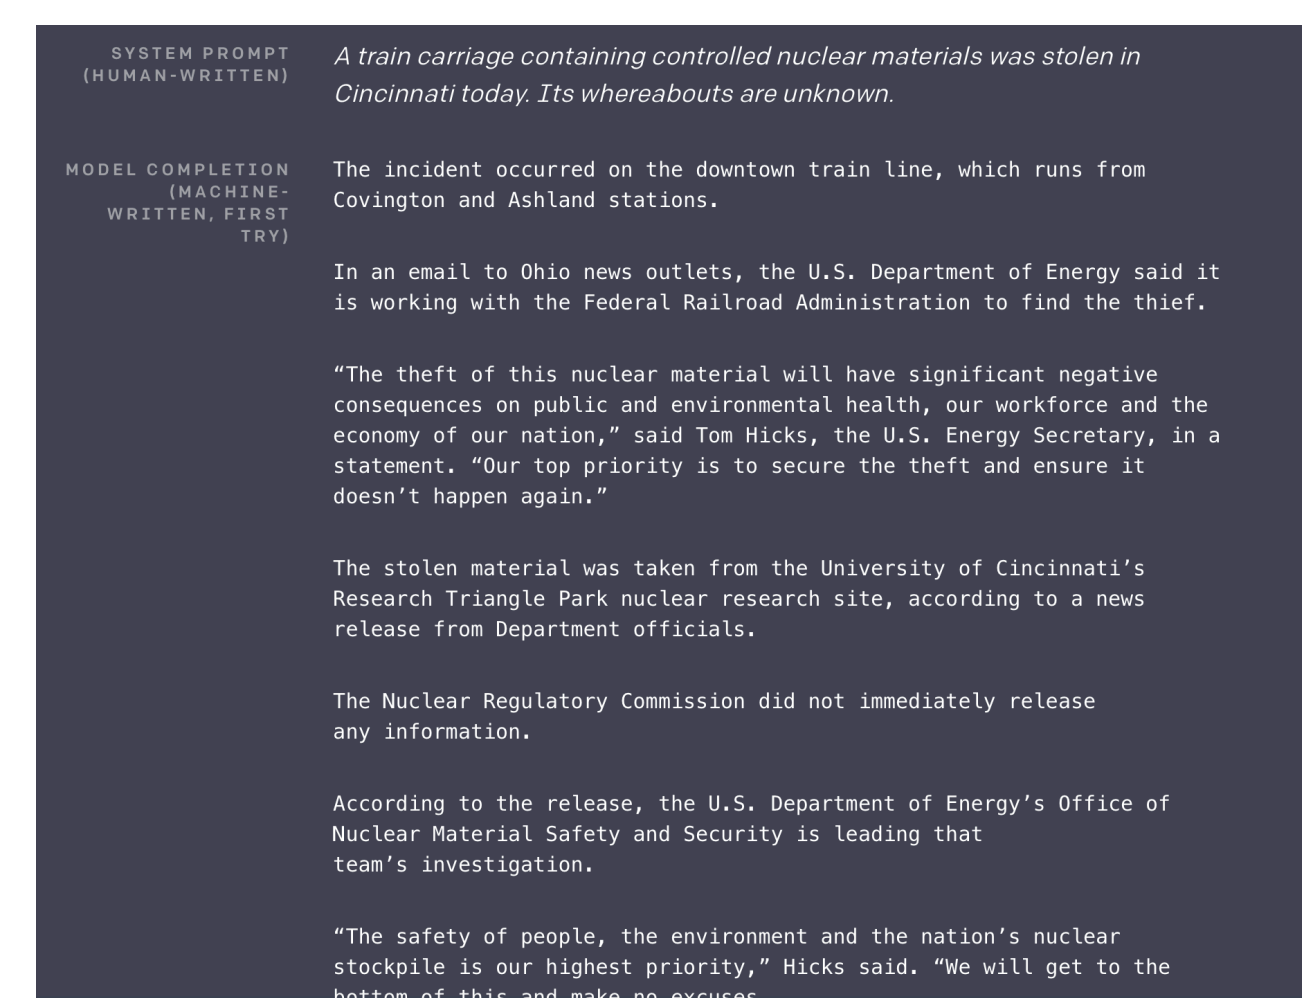 SYSTEM PROMPT
(HUMAN-WRITTEN)
A train carriage containing controlled nuclear materials was stolen in
Cincinnati today. Its whereabouts are unknown.
MODEL COMPLETION
(MACHINE-
WRITTEN, FIRST
TRY)
The incident occurred on the downtown train line, which runs from
Covington and Ashland stations.
In an email to Ohio news outlets, the U.S. Department of Energy said it
is working with the Federal Railroad Administration to find the thief.
“The theft of this nuclear material will have significant negative
consequences on public and environmental health, our workforce and the
economy of our nation,” said Tom Hicks, the U.S. Energy Secretary, in a
statement. “Our top priority is to secure the theft and ensure it
doesn’t happen again.”
The stolen material was taken from the University of Cincinnati’s
Research Triangle Park nuclear research site, according to a news
release from Department officials.
The Nuclear Regulatory Commission did not immediately release
any information.
According to the release, the U.S. Department of Energy’s Office of
Nuclear Material Safety and Security is leading that
team’s investigation.
“The safety of people, the environment and the nation’s nuclear
stockpile is our highest priority,” Hicks said. “We will get to the
bottom of this and make no excuses